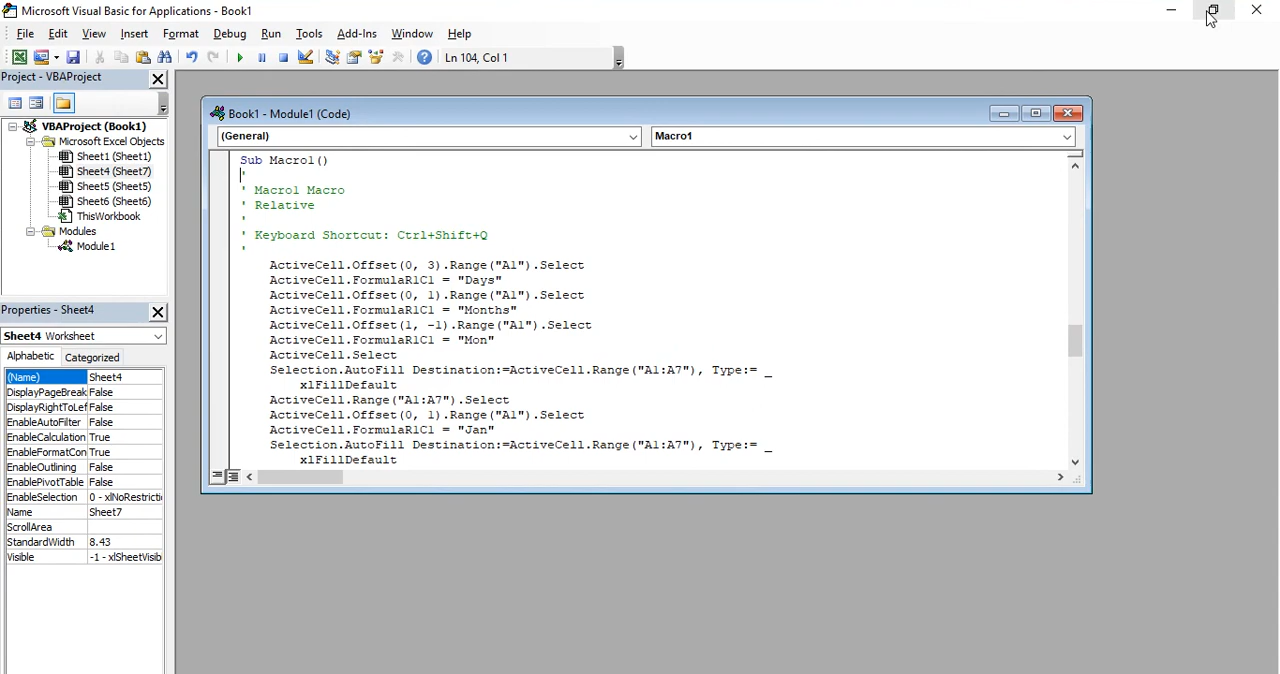 Microsoft Visual Basic for Applications - Book1
File Edit View Insert Format Debug Run Tools Add-Ins Window Help
Ln 104, Col 1
Project - VBAProject
VBAProject (Book1)
Microsoft Excel Objects
Sheet1 (Sheet1)
Sheet4 (Sheet7)
Sheet5 (Sheet5)
Sheet6 (Sheet6)
ThisWorkbook
Modules
Module1
Properties - Sheet4
Sheet4 Worksheet
Alphabetic Categorized
(Name) Sheet4
DisplayPageBreak False
DisplayRightToLef False
EnableAutoFilter False
EnableCalculation True
EnableFormatCon True
EnableOutlining False
EnablePivotTable False
EnableSelection 0 - xlNoRestricti
Name Sheet7
ScrollArea
StandardWidth 8.43
Visible -1 - xlSheetVisib
Book1 - Module1 (Code)
(General) Macro1
Sub Macro1()
'
' Macro1 Macro
' Relative
'
' Keyboard Shortcut: Ctrl+Shift+Q
'
ActiveCell.Offset(0, 3).Range("A1").Select
ActiveCell.FormulaR1C1 = "Days"
ActiveCell.Offset(0, 1).Range("A1").Select
ActiveCell.FormulaR1C1 = "Months"
ActiveCell.Offset(1, -1).Range("A1").Select
ActiveCell.FormulaR1C1 = "Mon"
ActiveCell.Select
Selection.AutoFill Destination:=ActiveCell.Range("A1:A7"), Type:= _
xlFillDefault
ActiveCell.Range("A1:A7").Select
ActiveCell.Offset(0, 1).Range("A1").Select
ActiveCell.FormulaR1C1 = "Jan"
Selection.AutoFill Destination:=ActiveCell.Range("A1:A7"), Type:= _
xlFillDefault